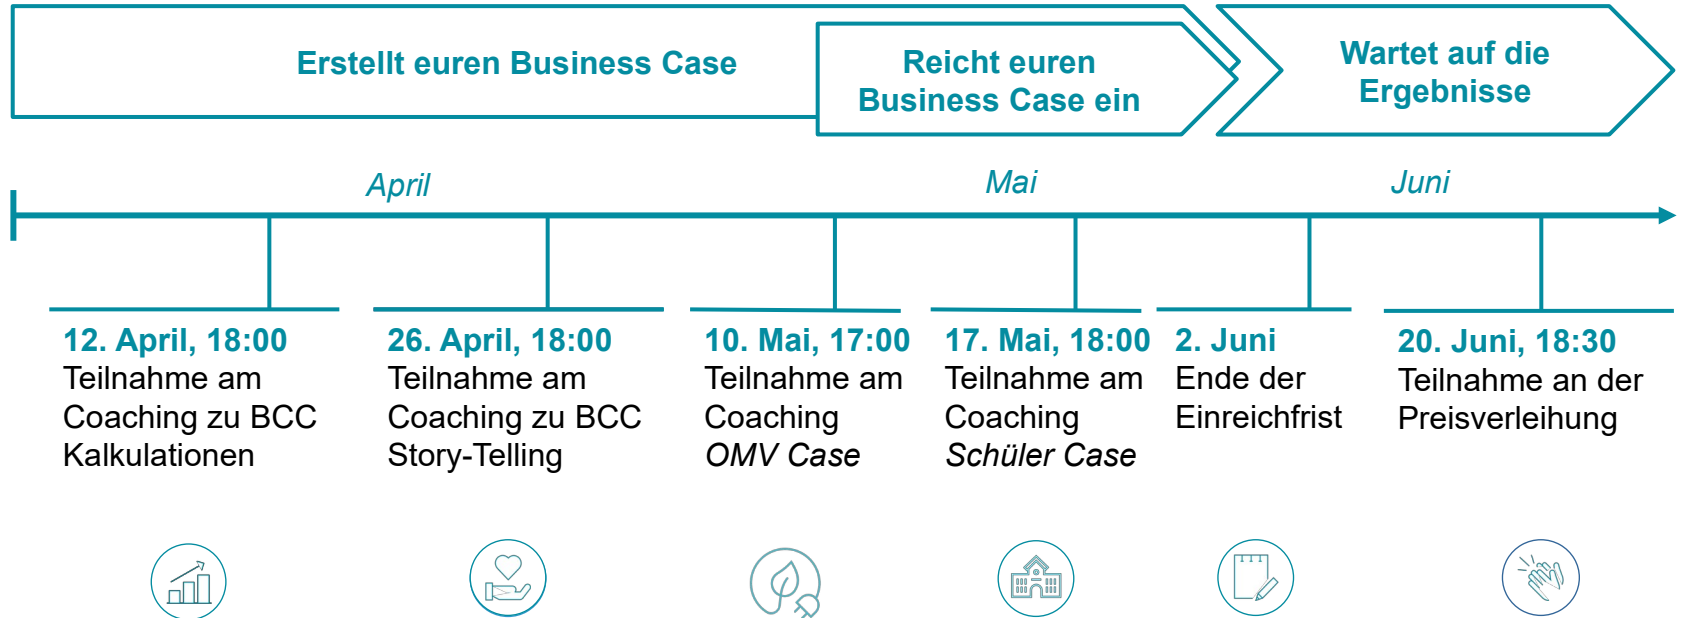 Erstellt euren Business Case
Reicht euren
Business Case ein
Wartet auf die
Ergebnisse
April
Mai
Juni
12. April, 18:00
Teilnahme am
Coaching zu BCC
Kalkulationen
26. April, 18:00
Teilnahme am
Coaching zu BCC
Story-Telling
10. Mai, 17:00
Teilnahme am
Coaching
OMV Case
17. Mai, 18:00
Teilnahme am
Coaching
Schüler Case
2. Juni
Ende der
Einreichfrist
20. Juni, 18:30
Teilnahme an der
Preisverleihung